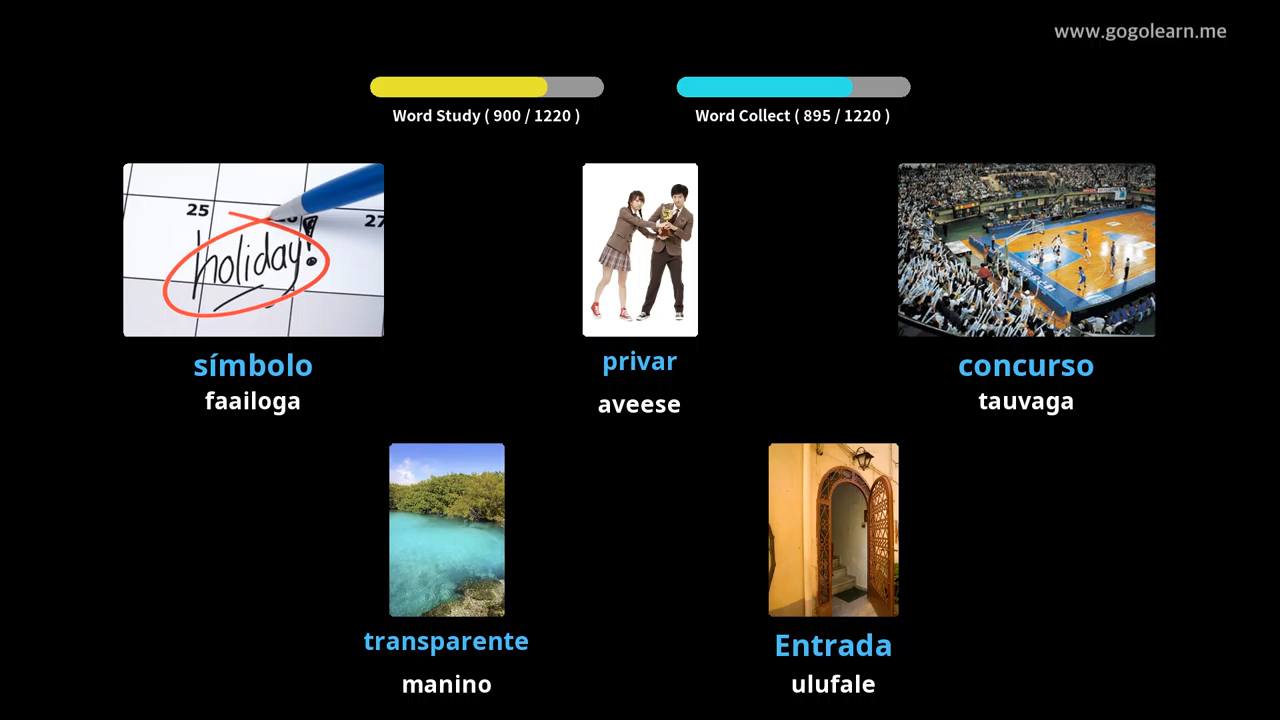 www.gogolearn.me
Word Study ( 900 / 1220 )
Word Collect ( 895 / 1220 )
25
27
holiday!
símbolo
faailoga
privar
aveese
concurso
tauvaga
transparente
manino
Entrada
ulufale